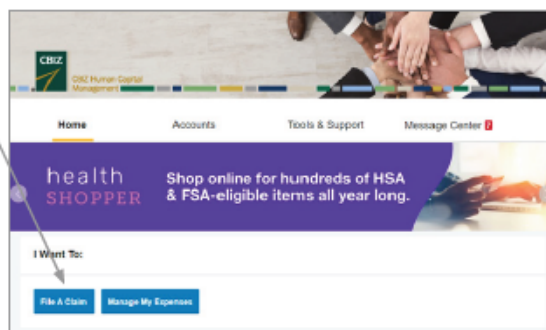 CBIZ
CBIZ Human Capital
Management
Home Accounts Tools & Support Message Center 2
health
SHOPPER
Shop online for hundreds of HSA
& FSA-eligible items all year long.
I Want To:
File A Claim Manage My Expenses